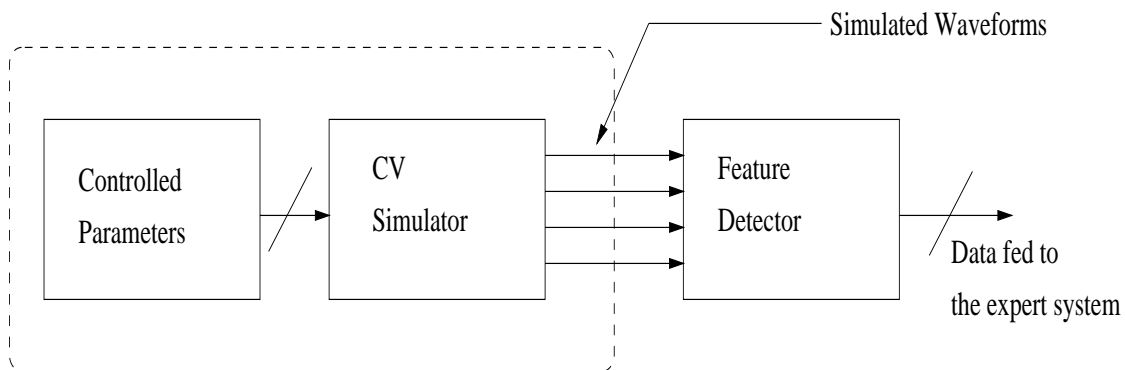 Simulated Waveforms
Controlled
Parameters
CV
Simulator
Feature
Detector
Data fed to
the expert system